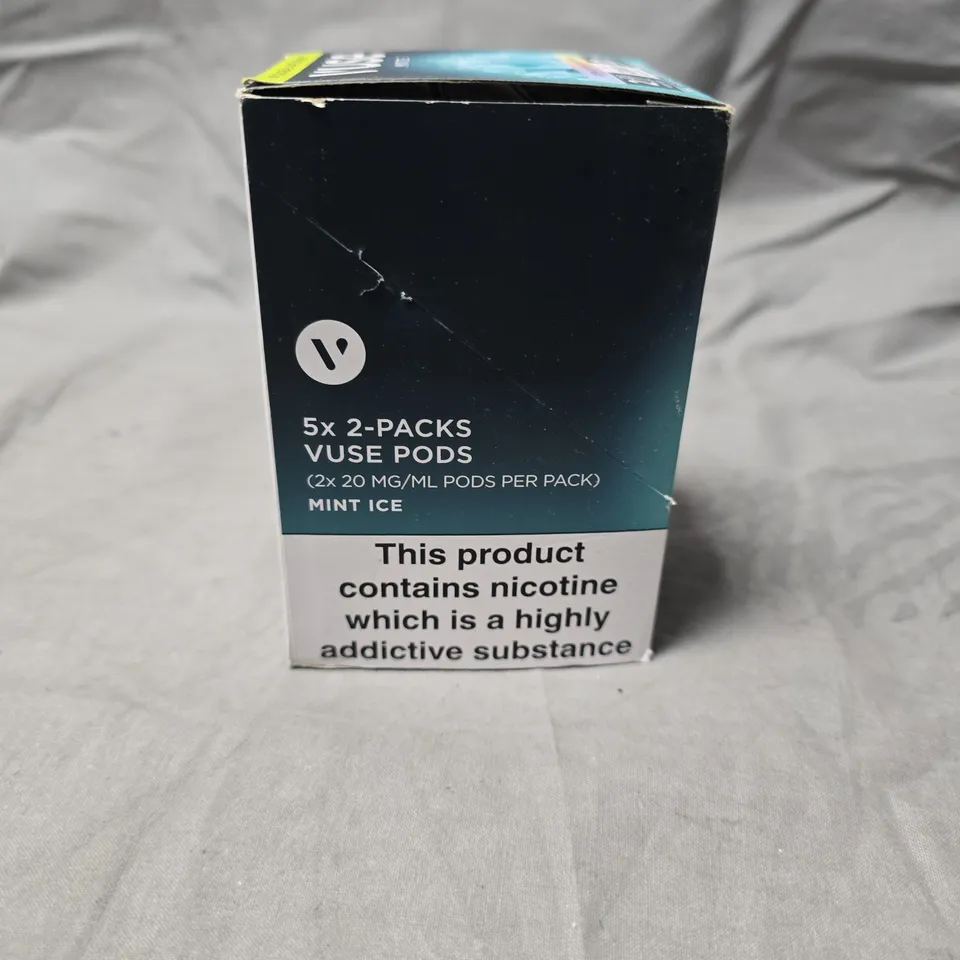 VUSE
5x 2-PACKS
VUSE PODS
(2x 20 MG/ML PODS PER PACK)
MINT ICE
This product
contains nicotine
which is a highly
addictive substance